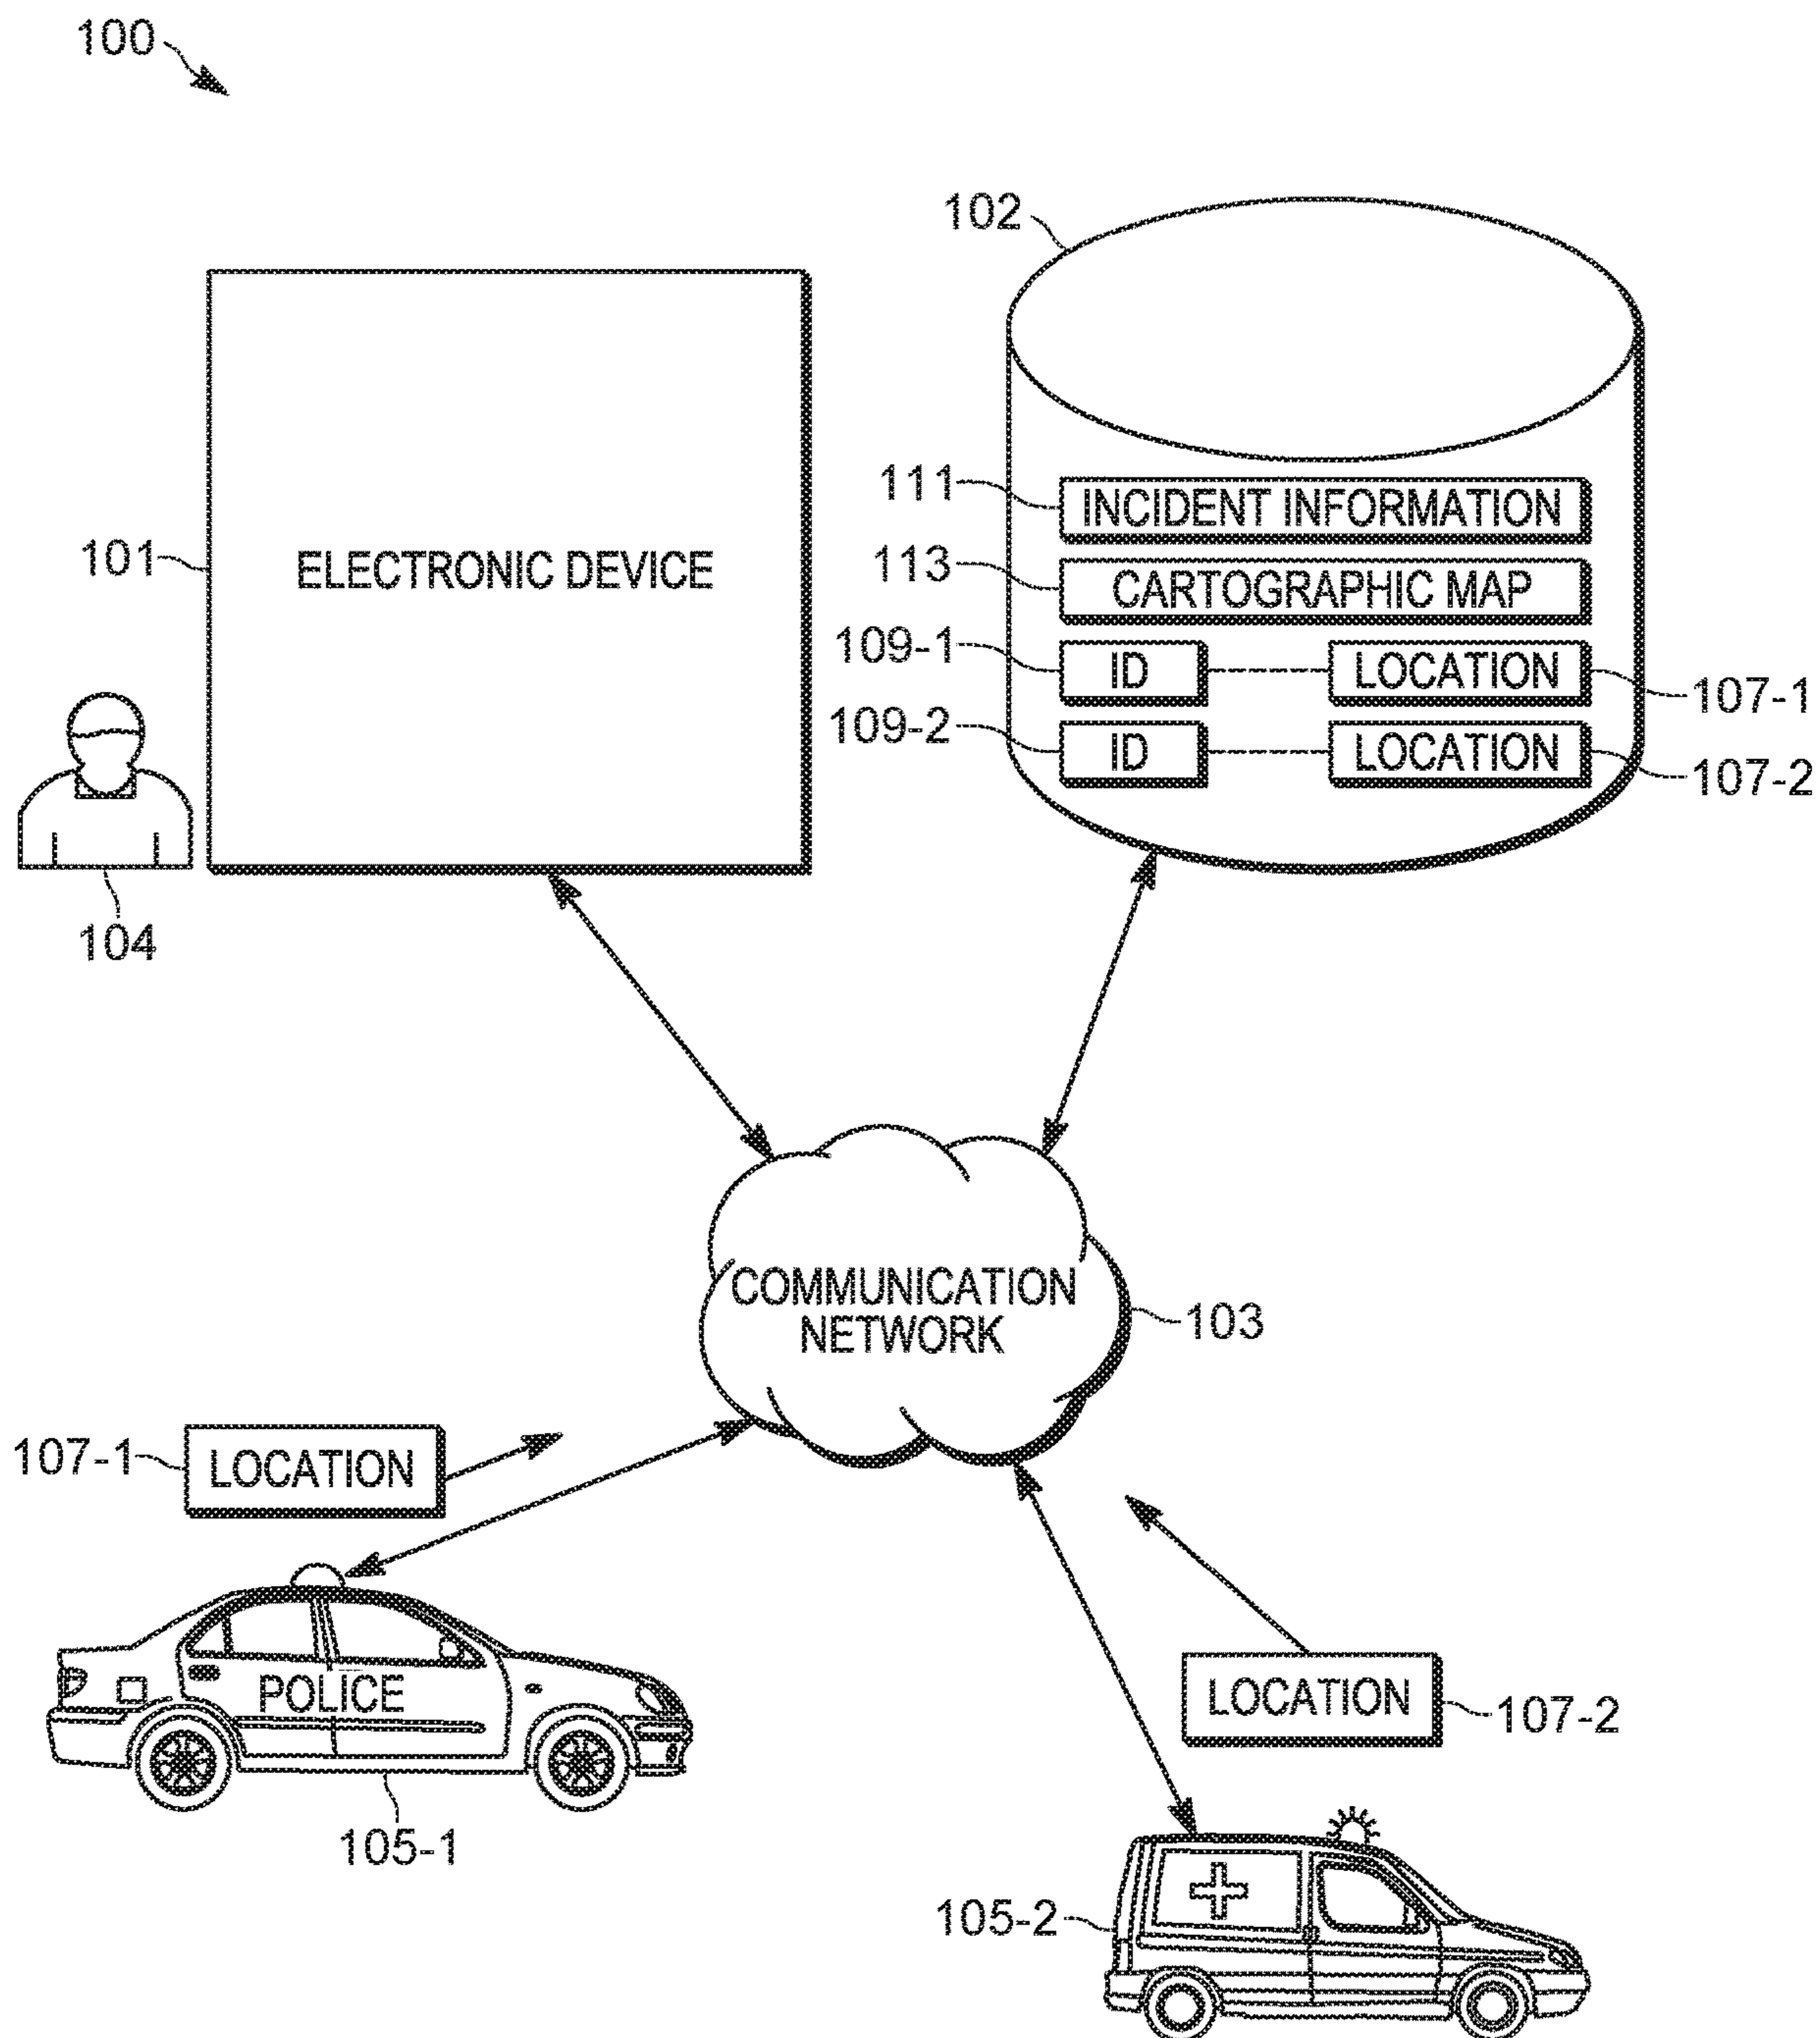 100
102
111
INCIDENT INFORMATION
101
ELECTRONIC DEVICE
113
CARTOGRAPHIC MAP
109-1
ID
LOCATION
107-1
109-2
ID
LOCATION
107-2
104
COMMUNICATION
NETWORK
103
107-1
LOCATION
POLICE
LOCATION
107-2
105-1
105-2